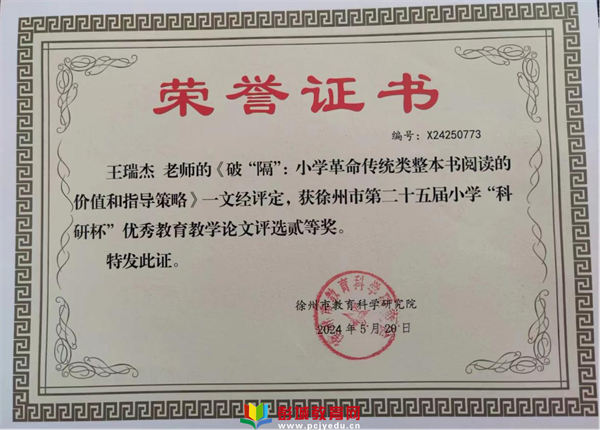 荣誉证书
编号：X24250773
王瑞杰 老师的《破“隔”：小学革命传统类整本书阅读的
价值和指导策略》一文经评定，获徐州市第二十五届小学“科
研杯”优秀教育教学论文评选贰等奖。
特发此证。
徐州市教育科学研究院
2024年5月29日
彭城教育网
www.pcjyedu.cn